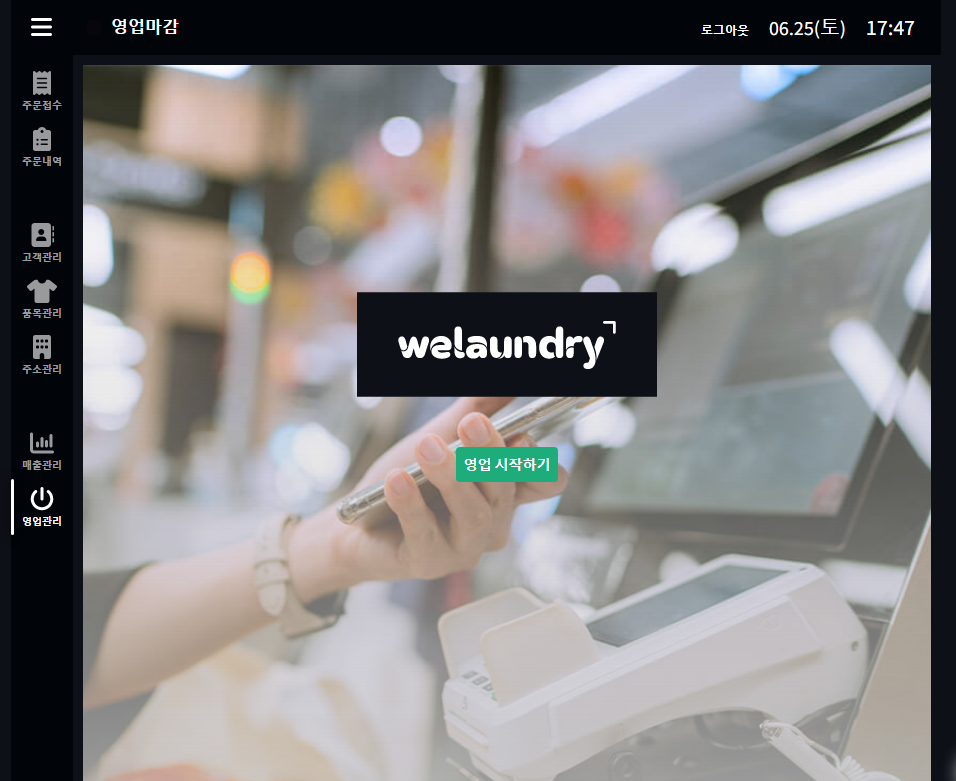 영업마감
로그아웃 06.25(토) 17:47
주문접수
주문내역
고객관리
품목관리
주소관리
매출관리
영업관리
welaundry
영업 시작하기